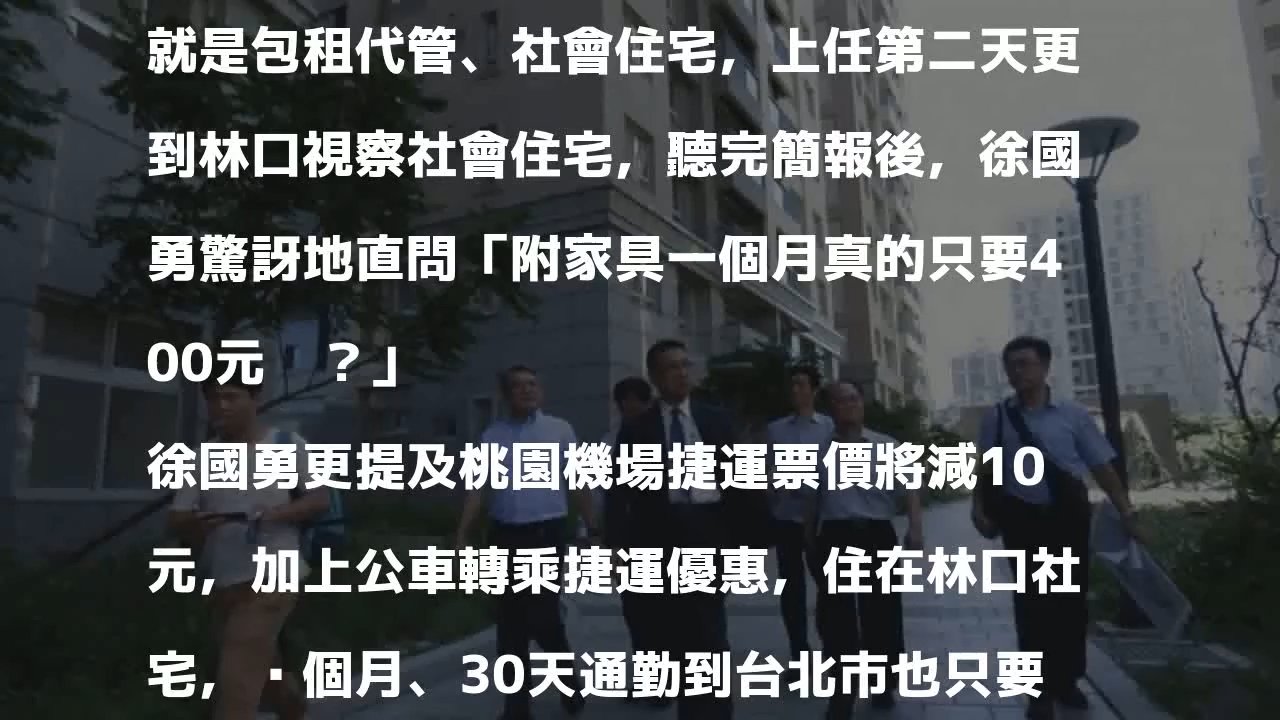 就是包租代管、社會住宅，上任第二天更
到林口視察社會住宅，聽完簡報後，徐國
勇驚訝地直問「附家具一個月真的只要4
00元　？」
徐國勇更提及桃園機場捷運票價將減10
元，加上公車轉乘捷運優惠，住在林口社
宅，▪個月、30天通勤到台北市也只要